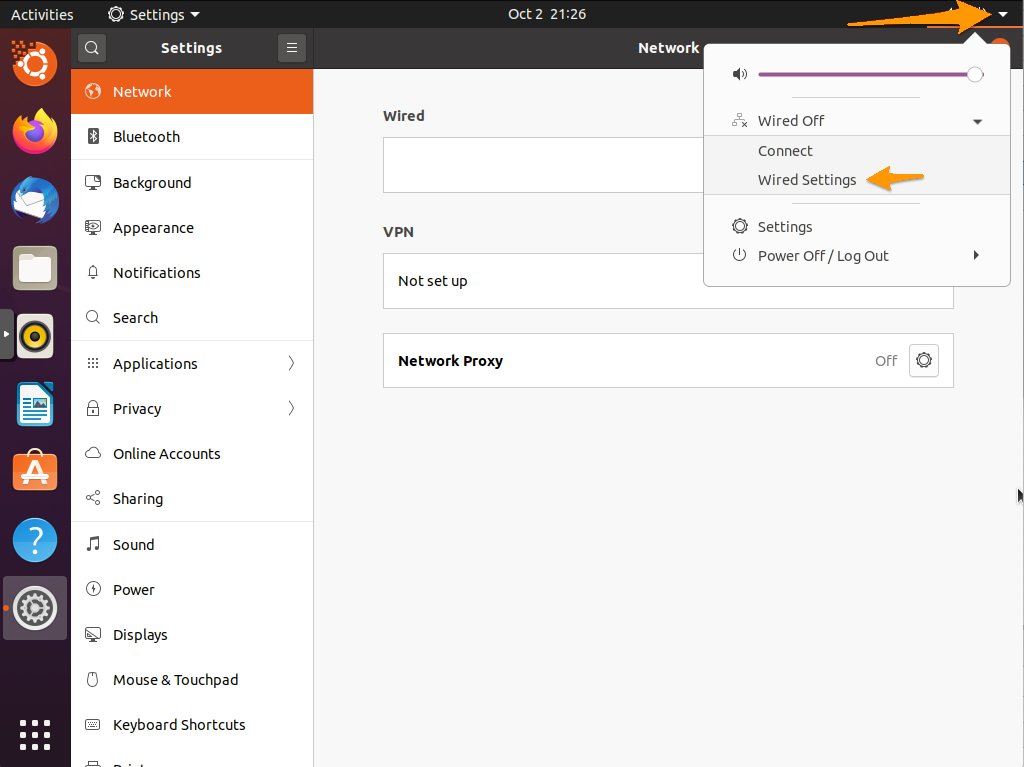 Activities
Settings
Oct 2 21:26
Settings
Network
Network
Bluetooth
Background
Appearance
Notifications
Search
Applications
Privacy
Online Accounts
Sharing
Sound
Power
Displays
Mouse & Touchpad
Keyboard Shortcuts
Wired
VPN
Not set up
Network Proxy
Off
Wired Off
Connect
Wired Settings
Settings
Power Off / Log Out